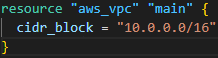 resource "aws_vpc" "main" {
  cidr_block = "10.0.0.0/16"
}